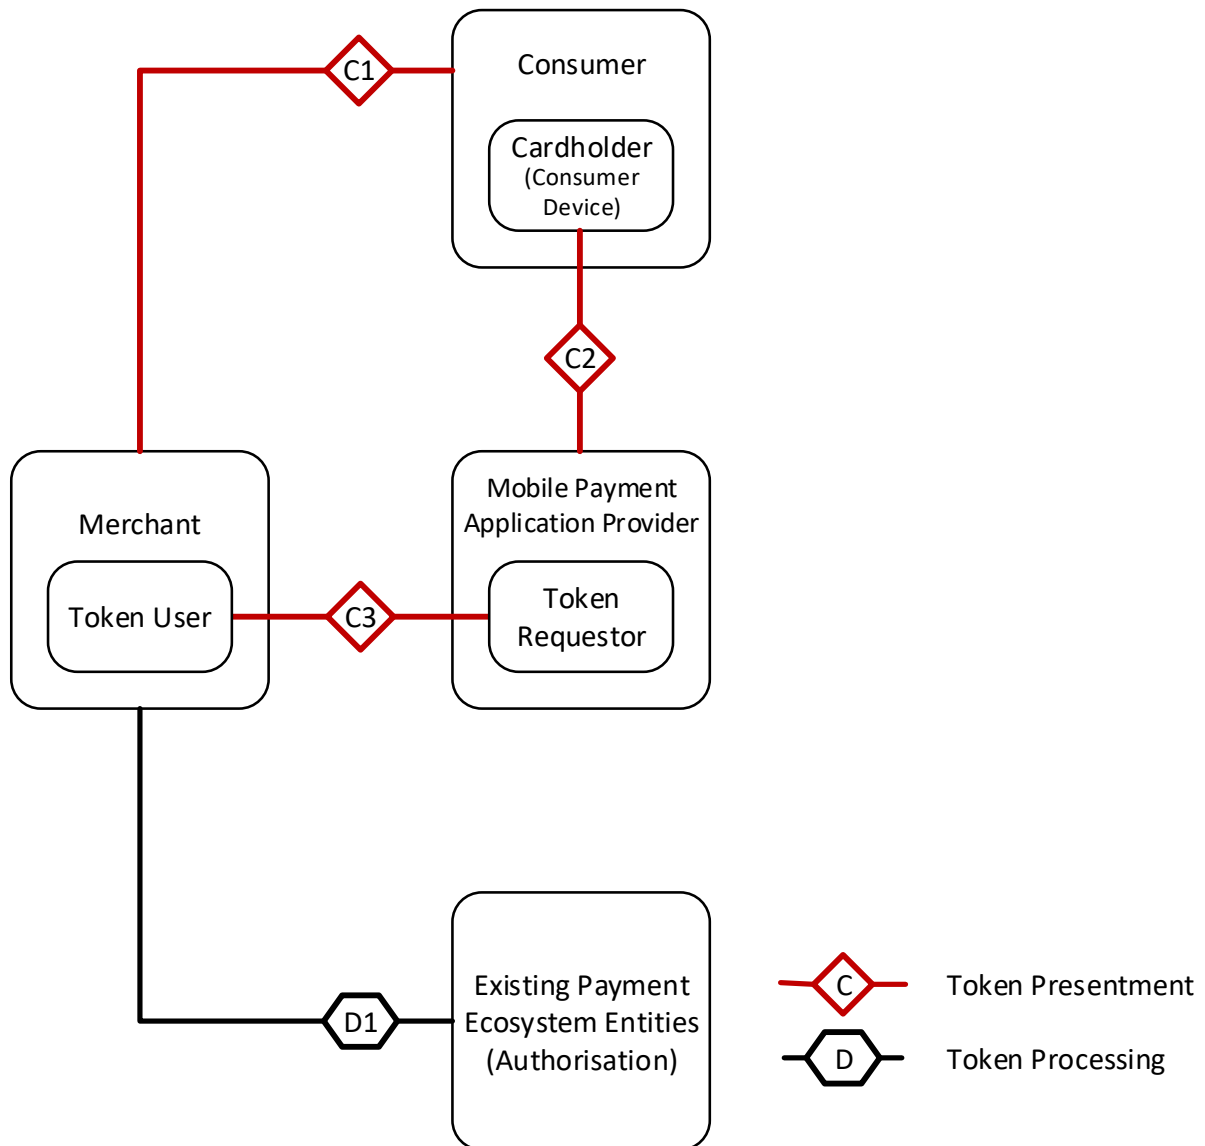 C1
Consumer
Cardholder
(Consumer
Device)
C2
Merchant
Token User
C3
Mobile Payment
Application Provider
Token
Requestor
D1
Existing Payment
Ecosystem Entities
(Authorisation)
C
Token Presentment
D
Token Processing